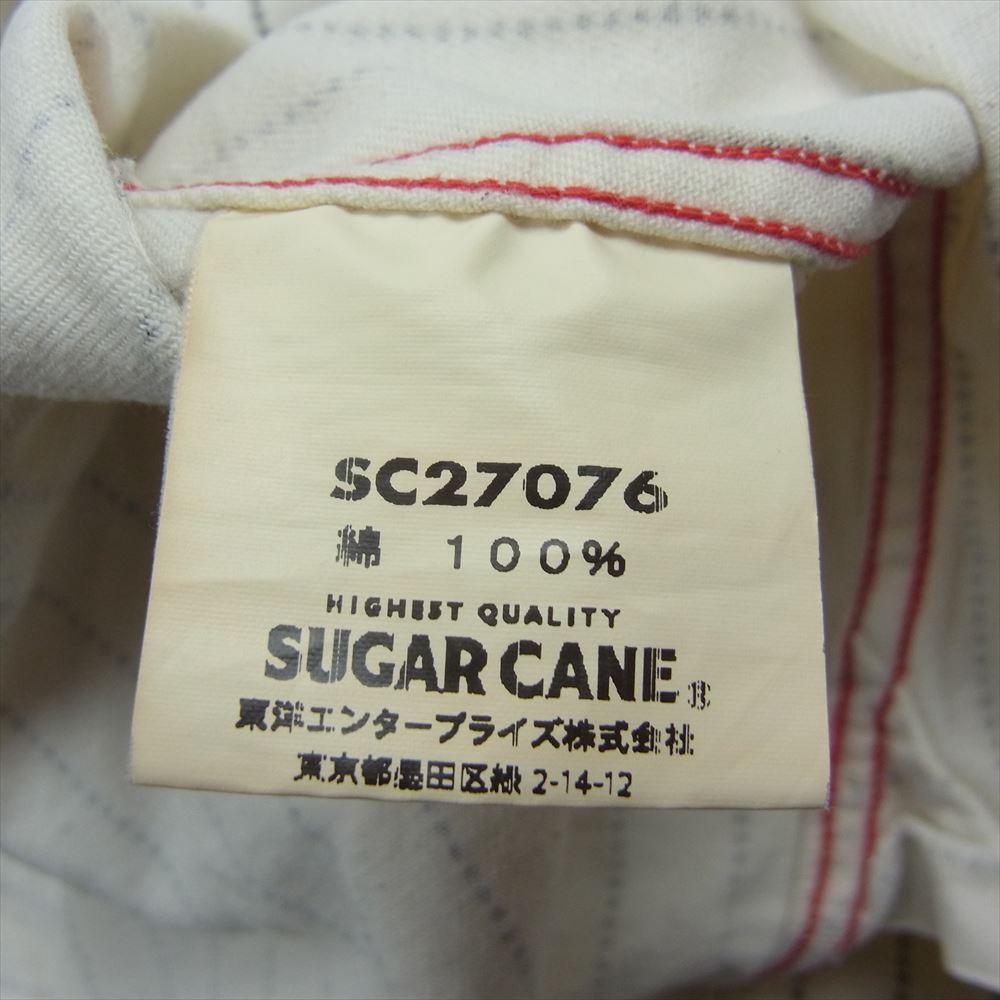 SC27076
綿 100%
HIGHEST QUALITY
SUGAR CANE®
東洋エンタープライズ株式会社
東京都墨田区緑 2-14-12